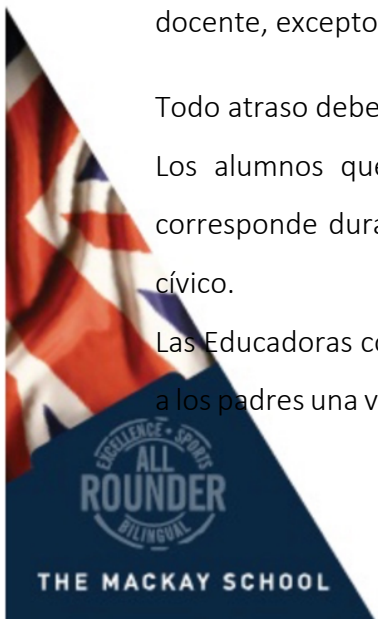 docente, excepto
Todo atraso debe
Los alumnos que
corresponde dura
cívico.
Las Educadoras co
a los padres una v
EXCELLENCE • SPORTS
ALL
ROUNDER
BILINGUAL
THE MACKAY SCHOOL